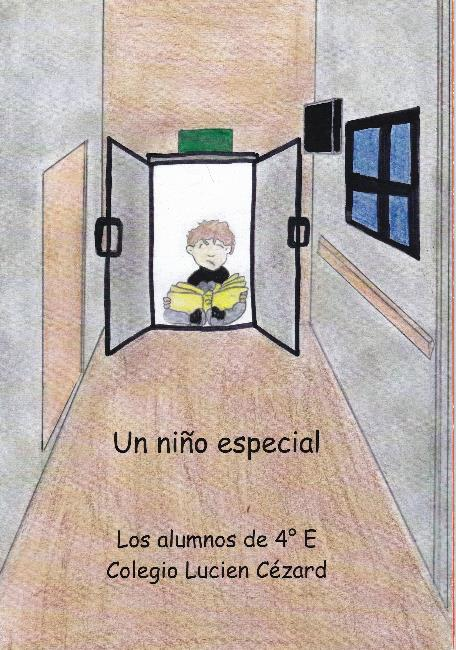 Un niño especial
Los alumnos de 4° E
Colegio Lucien Cézard